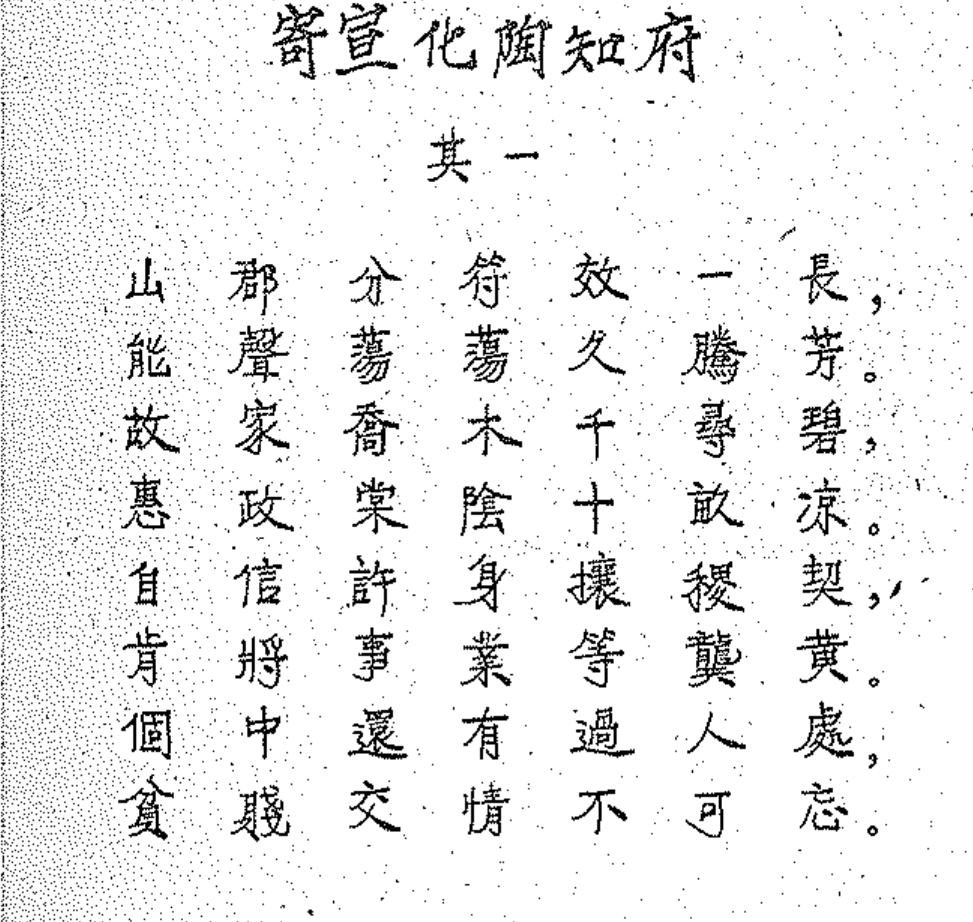 寄宣化陶知府
其一
山郡分符效一長，
能聲蕩蕩久騰芳。
故家喬木千尋碧，
惠政棠陰十畝凉。
自信許身攘稷契，
肯將事業等龔黄。
個中還有過人處，
貧賤交情不可忘。